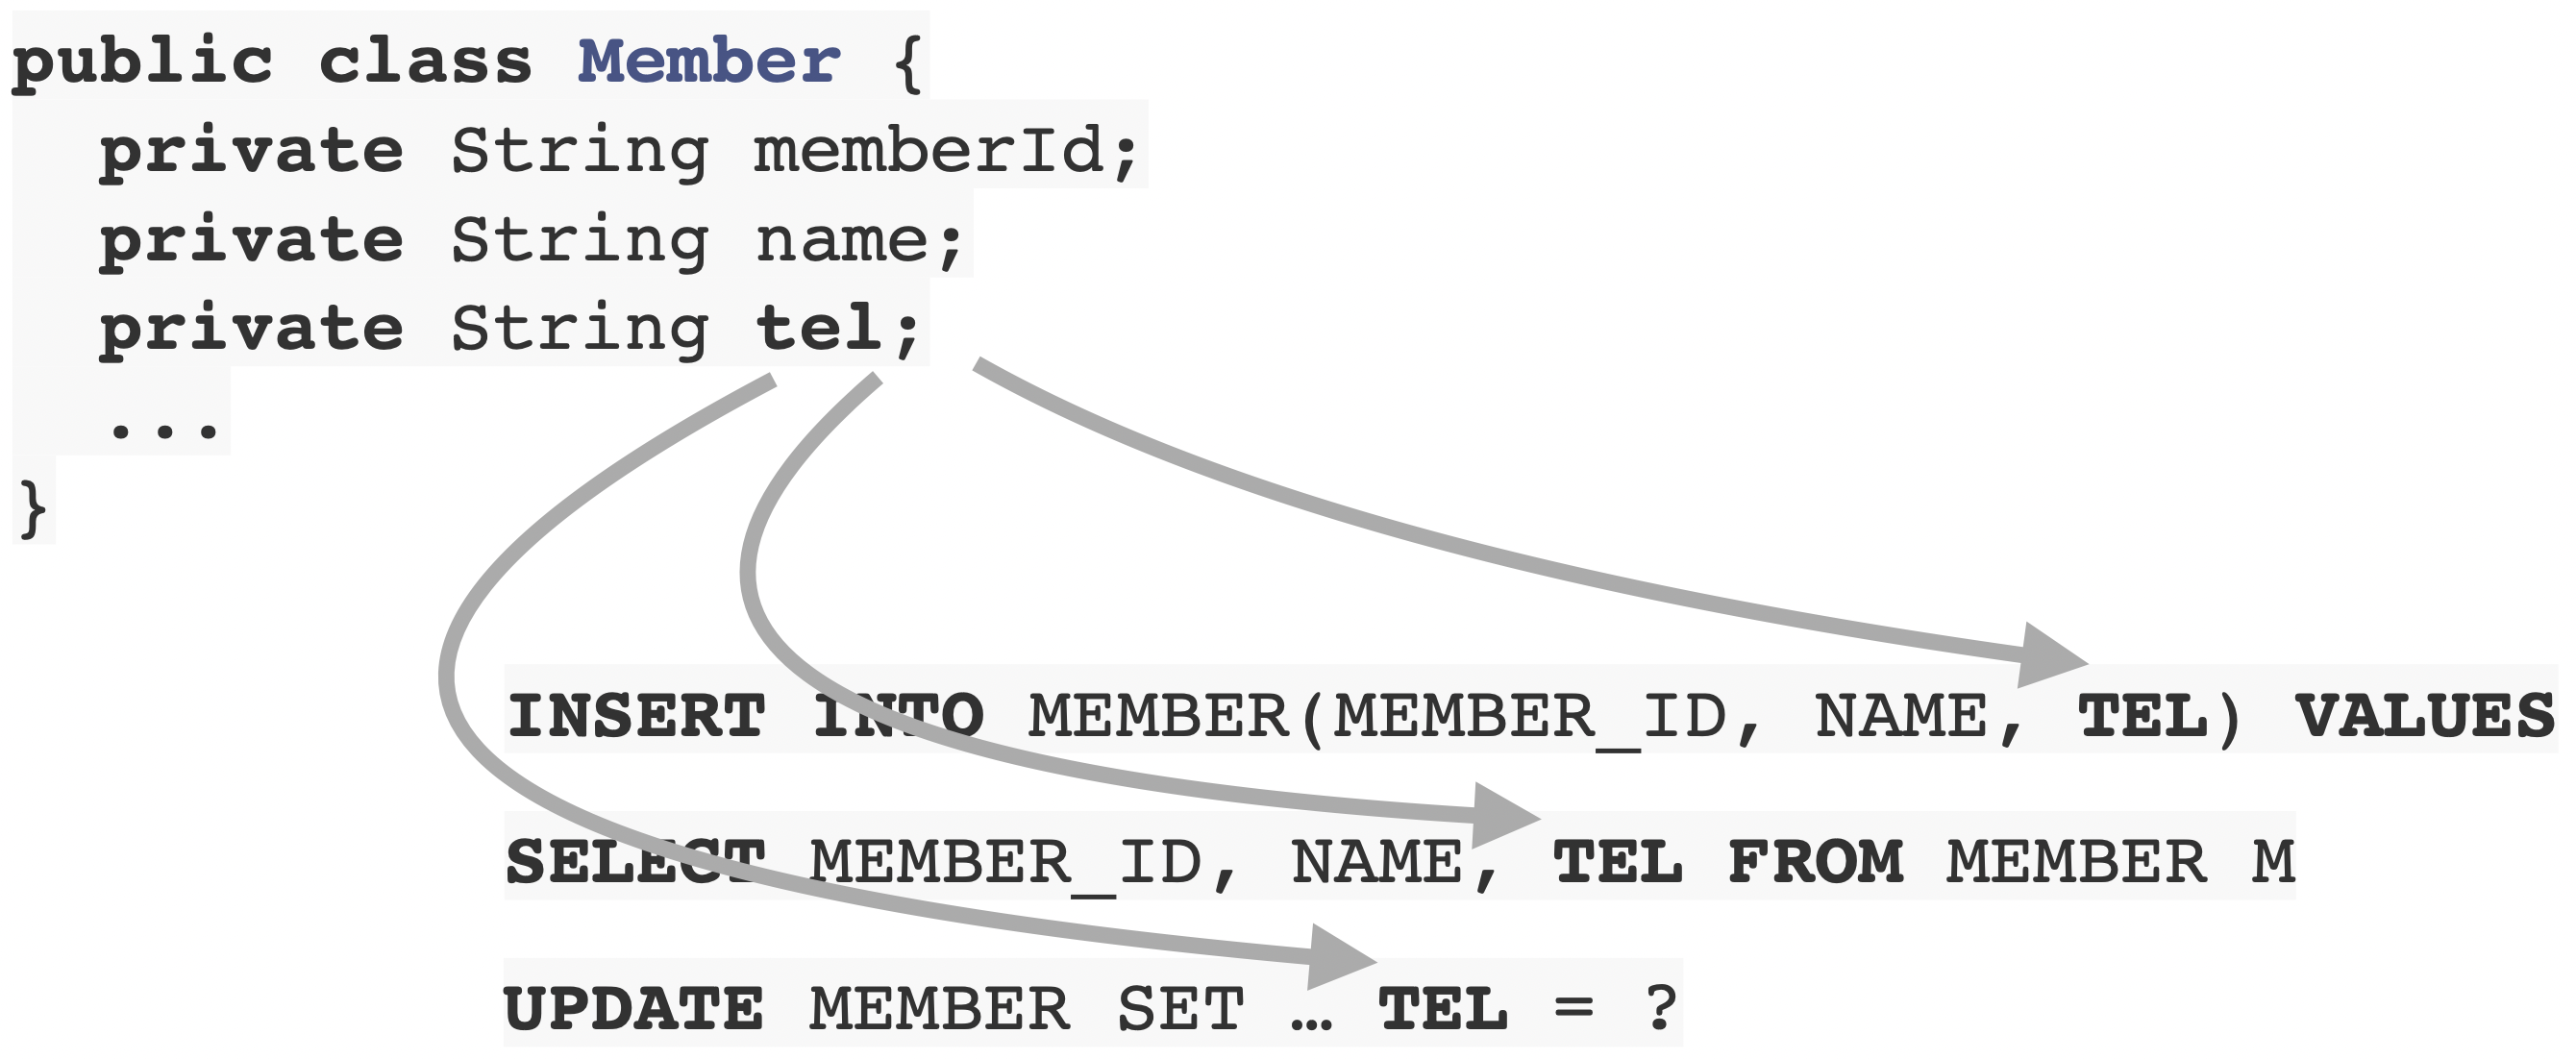 public class Member {
private String memberId;
private String name;
private String tel;
...
}
INSERT INTO MEMBER(MEMBER_ID, NAME, TEL) VALUES
SELECT MEMBER_ID, NAME, TEL FROM MEMBER M
UPDATE MEMBER SET … TEL = ?